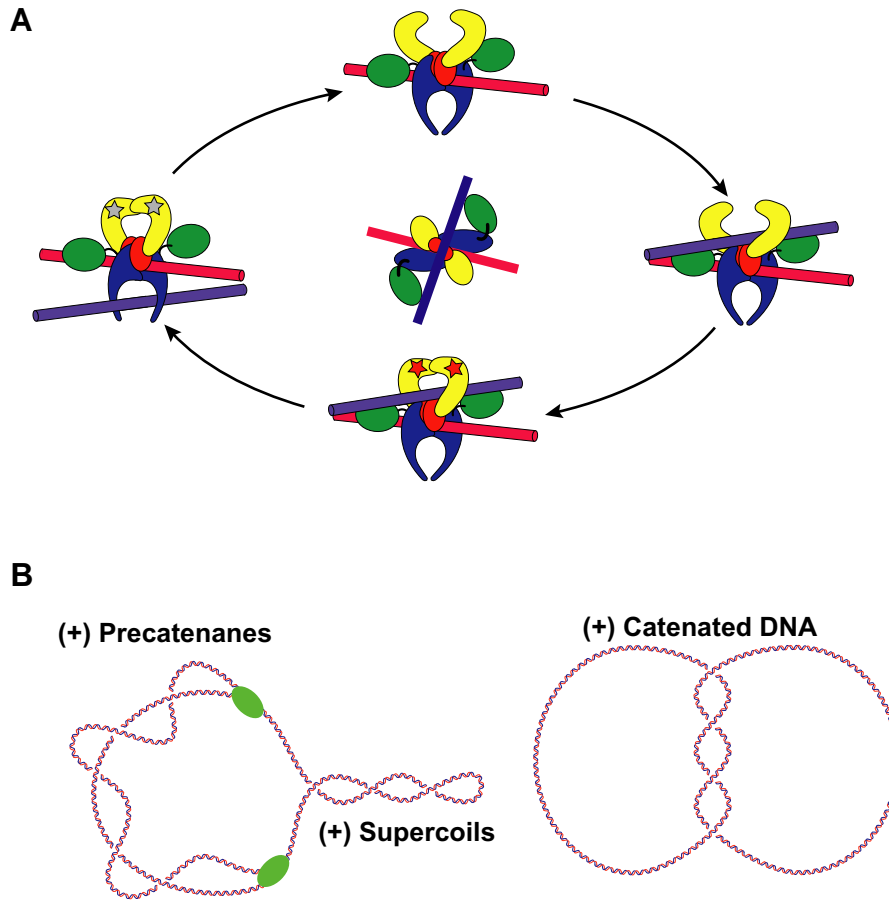 A
B
(+) Precatenanes
(+) Catenated DNA
(+) Supercoils